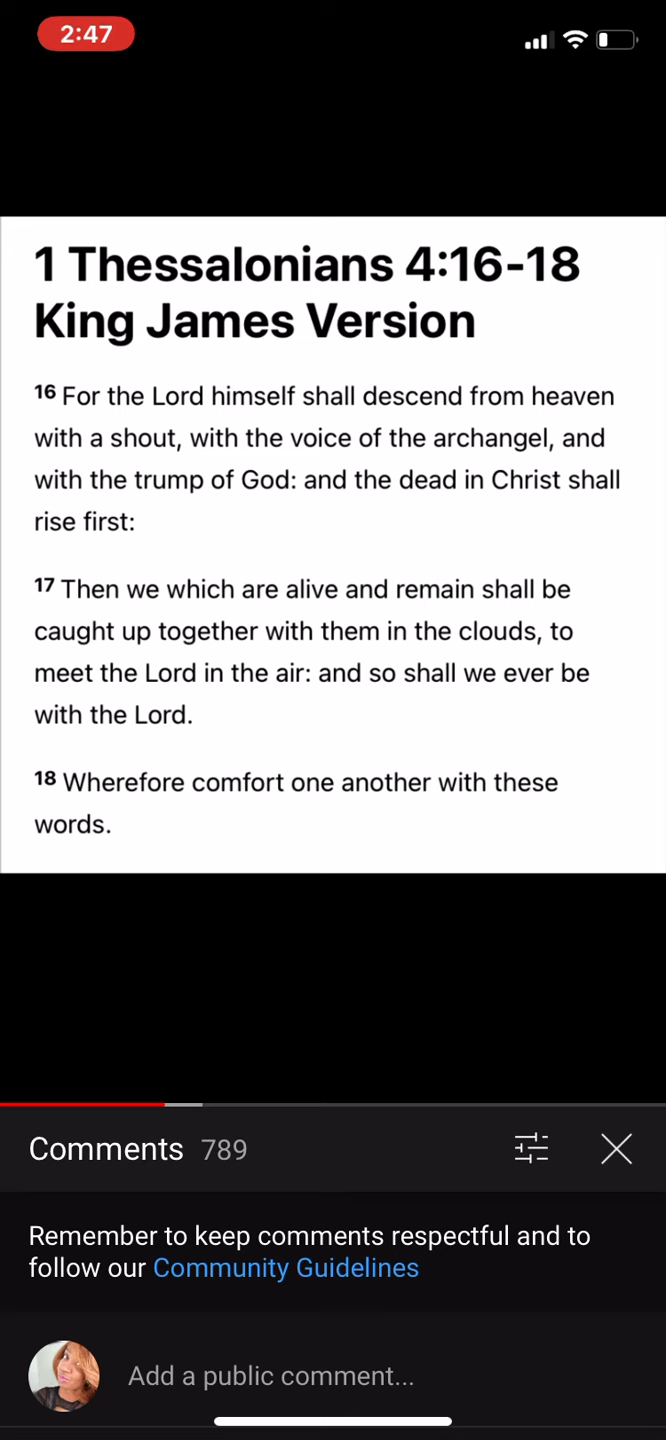 2:47
1 Thessalonians 4:16-18
King James Version
16 For the Lord himself shall descend from heaven
with a shout, with the voice of the archangel, and
with the trump of God: and the dead in Christ shall
rise first:
17 Then we which are alive and remain shall be
caught up together with them in the clouds, to
meet the Lord in the air: and so shall we ever be
with the Lord.
18 Wherefore comfort one another with these
words.
Comments 789
Remember to keep comments respectful and to
follow our Community Guidelines
Add a public comment...